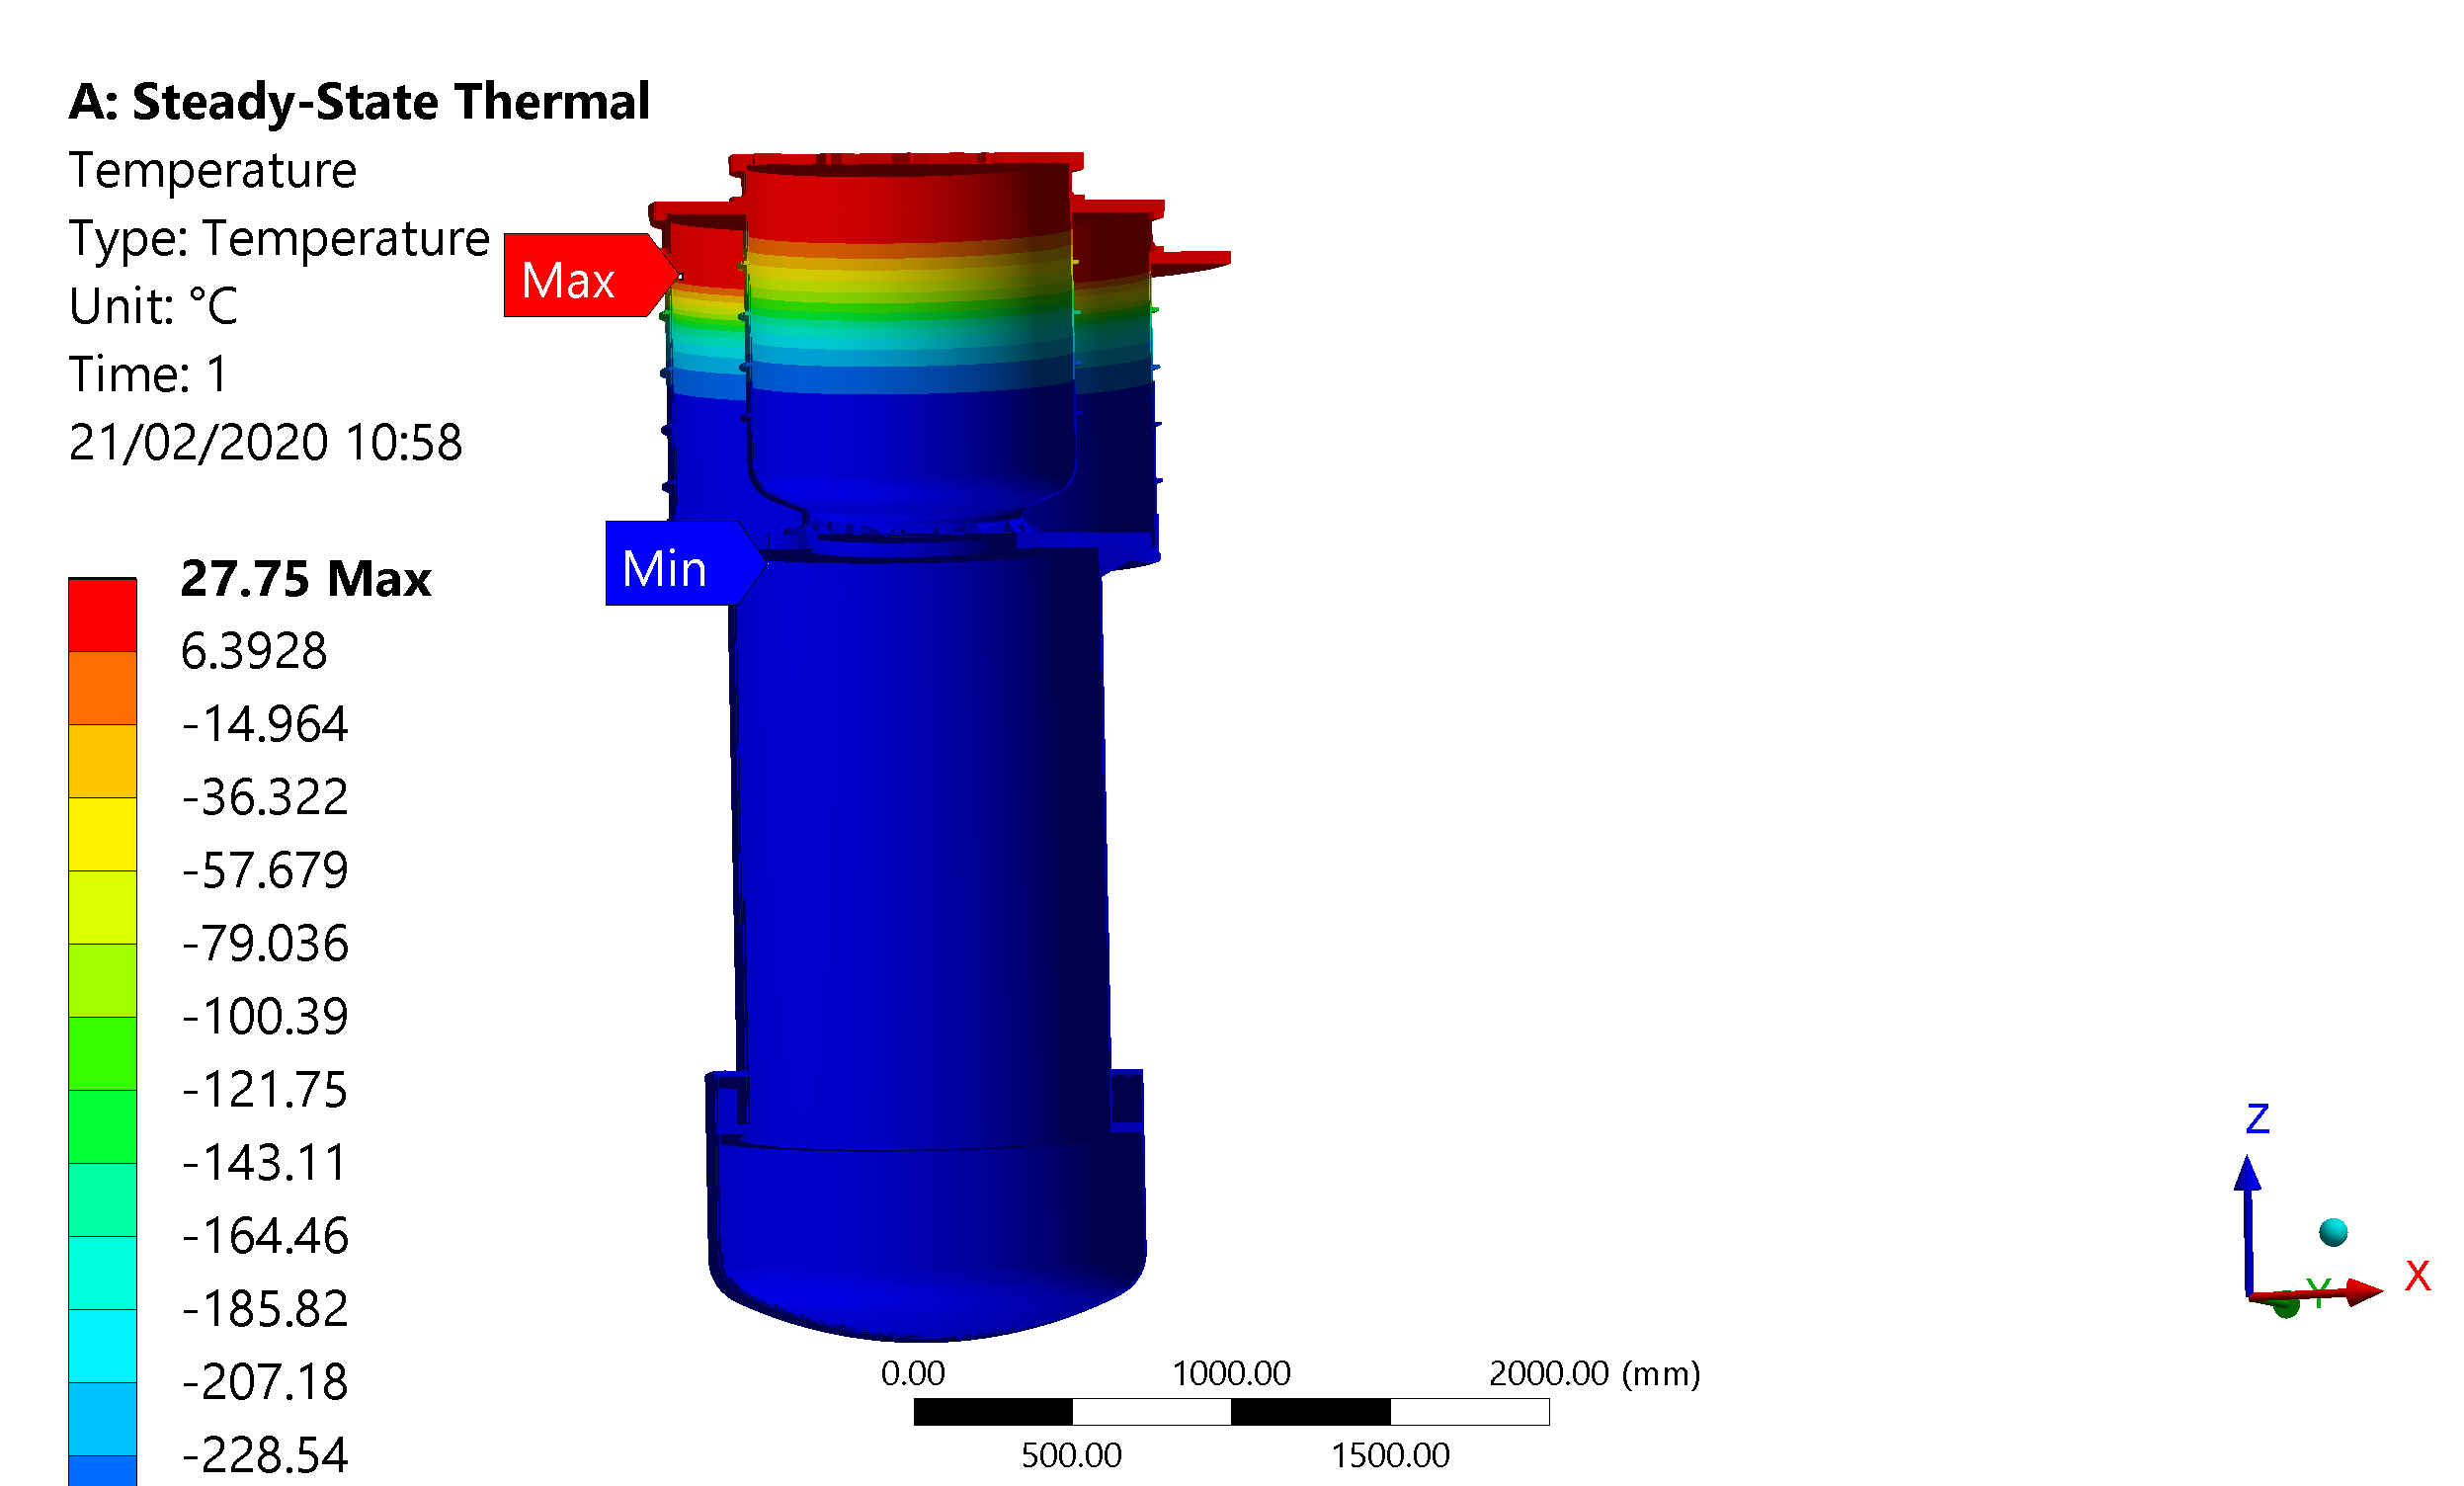 A: Steady-State Thermal
Temperature
Type: Temperature
Unit: °C
Time: 1
21/02/2020 10:58
Max
Min
27.75 Max
6.3928
-14.964
-36.322
-57.679
-79.036
-100.39
-121.75
-143.11
-164.46
-185.82
-207.18
-228.54
0.00 1000.00 2000.00 (mm)
500.00 1500.00
Z
Y
X